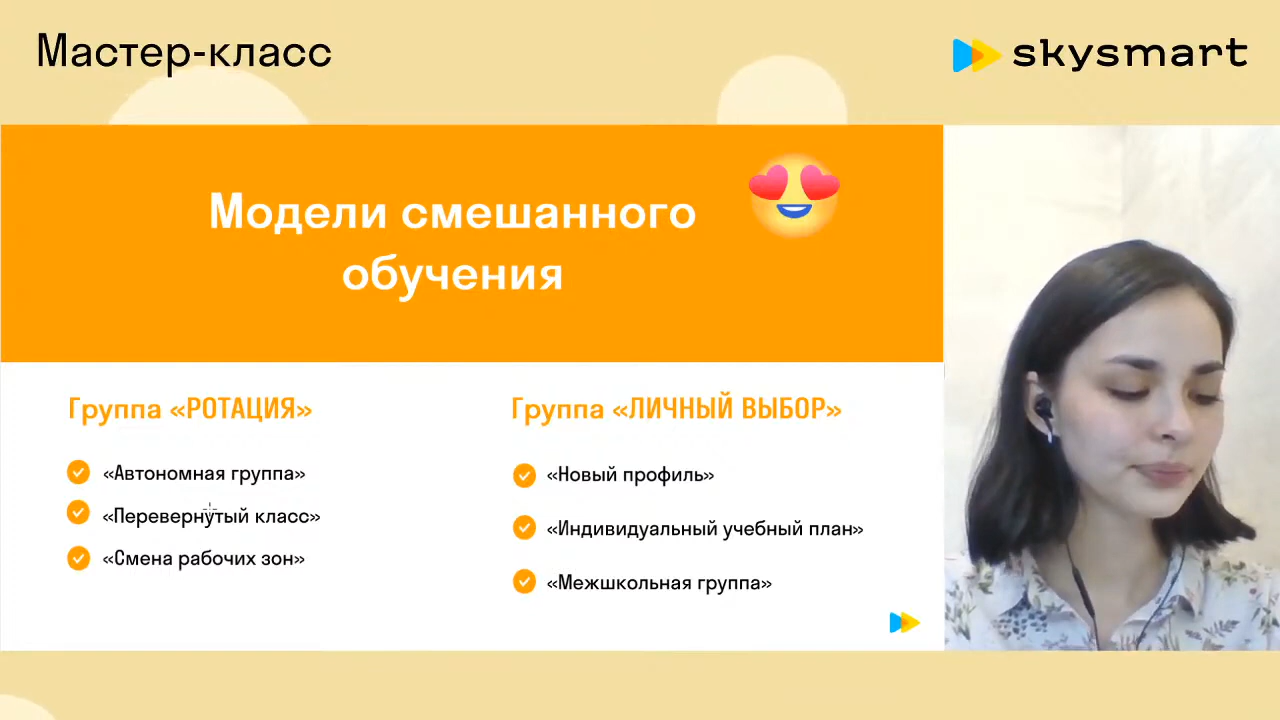 Мастер-класс
skysmart
Модели смешанного
обучения
Группа «РОТАЦИЯ»
«Автономная группа»
«Перевернутый класс»
«Смена рабочих зон»
Группа «ЛИЧНЫЙ ВЫБОР»
«Новый профиль»
«Индивидуальный учебный план»
«Межшкольная группа»